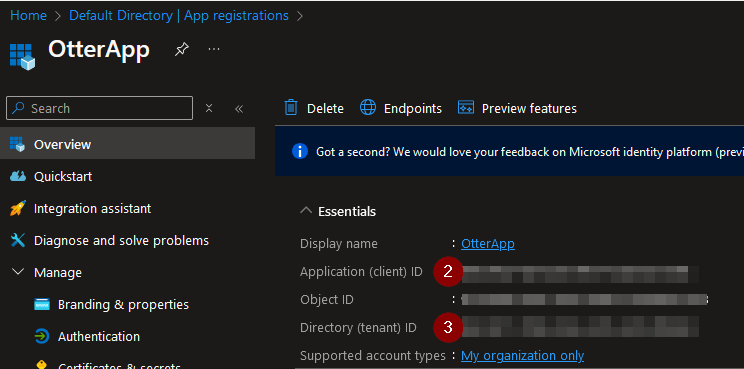 Home > Default Directory | App registrations >
OtterApp ...
Search
«
Overview
Quickstart
Integration assistant
Diagnose and solve problems
Manage
Branding & properties
Authentication
Certificates & secrets
Delete Endpoints Preview features
Got a second? We would love your feedback on Microsoft identity platform (previ
Essentials
Display name : OtterApp
Application (client) ID 2
Object ID :
Directory (tenant) ID 3
Supported account types : My organization only